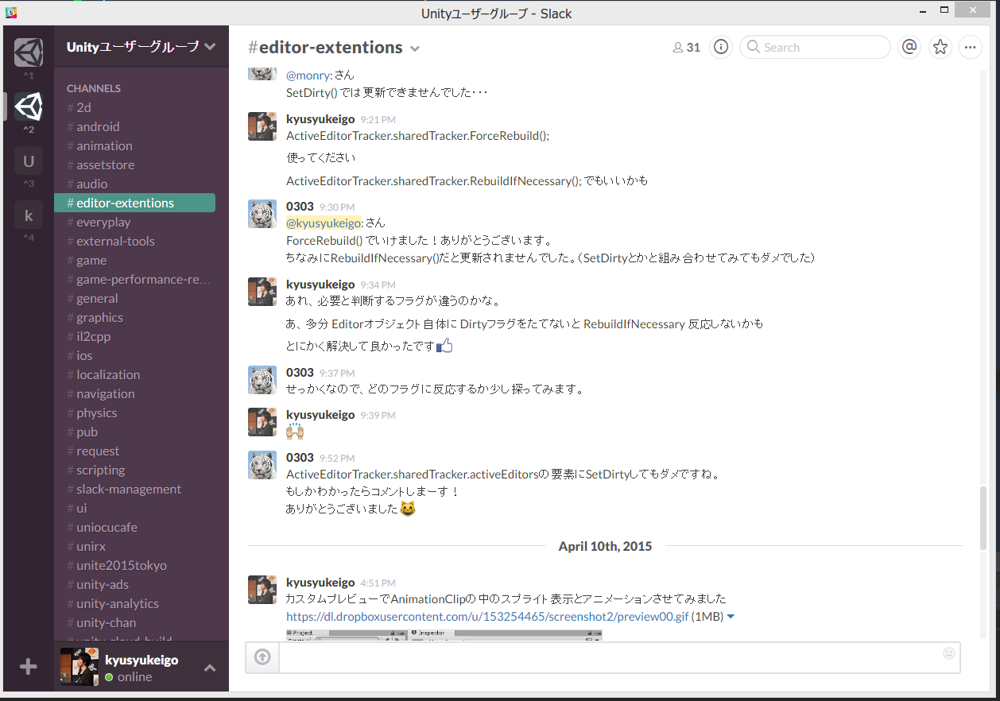 Unityユーザーグループ - Slack
^1
^2
U
^3
k
^4
Unityユーザーグループ
CHANNELS
# 2d
# android
# animation
# assetstore
# audio
# editor-extentions
# everyplay
# external-tools
# game
# game-performance-re...
# general
# graphics
# il2cpp
# ios
# localization
# navigation
# physics
# pub
# request
# scripting
# slack-management
# ui
# uniocucafe
# unirx
# unite2015tokyo
# unity-ads
# unity-analytics
# unity-chan
# unity-cloud-build
kyusyukeigo
online
#editor-extentions
31
Search
@monry: さん
SetDirty() では更新できませんでした・・・
kyusyukeigo 9:21 PM
ActiveEditorTracker.sharedTracker.ForceRebuild();
使ってください
ActiveEditorTracker.sharedTracker.RebuildIfNecessary(); でもいいかも
0303 9:30 PM
@kyusyukeigo: さん
ForceRebuild() でいけました！ありがとうございます。
ちなみにRebuildIfNecessary()だと更新されませんでした。（SetDirtyとかと組み合わせてみてもダメでした）
kyusyukeigo 9:34 PM
あれ、必要と判断するフラグが違うのかな。
あ、多分 Editorオブジェクト自体に Dirtyフラグをたてないと RebuildIfNecessary 反応しないかも
とにかく解決して良かったです
0303 9:37 PM
せっかくなので、どのフラグに反応するか少し探ってみます。
kyusyukeigo 9:39 PM
0303 9:52 PM
ActiveEditorTracker.sharedTracker.activeEditorsの要素にSetDirtyしてもダメですね。
もしかわかったらコメントしまーす！
ありがとうございました
April 10th, 2015
kyusyukeigo 4:51 PM
カスタムプレビューでAnimationClipの中のスプライト表示とアニメーションさせてみました
https://dl.dropboxusercontent.com/u/153254465/screenshot2/preview00.gif (1MB)
Project
Inspector